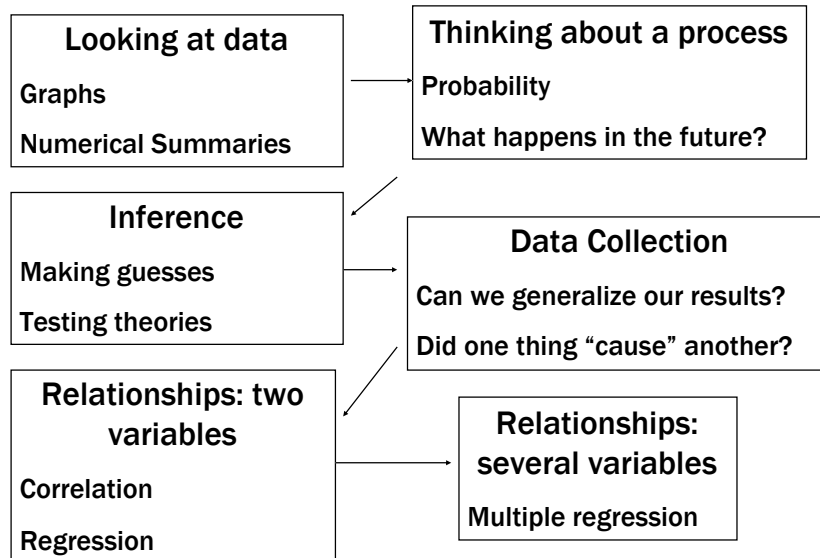 Looking at data
Graphs
Numerical Summaries
Thinking about a process
Probability
What happens in the future?
Inference
Making guesses
Testing theories
Data Collection
Can we generalize our results?
Did one thing “cause” another?
Relationships: two
variables
Correlation
Regression
Relationships:
several variables
Multiple regression